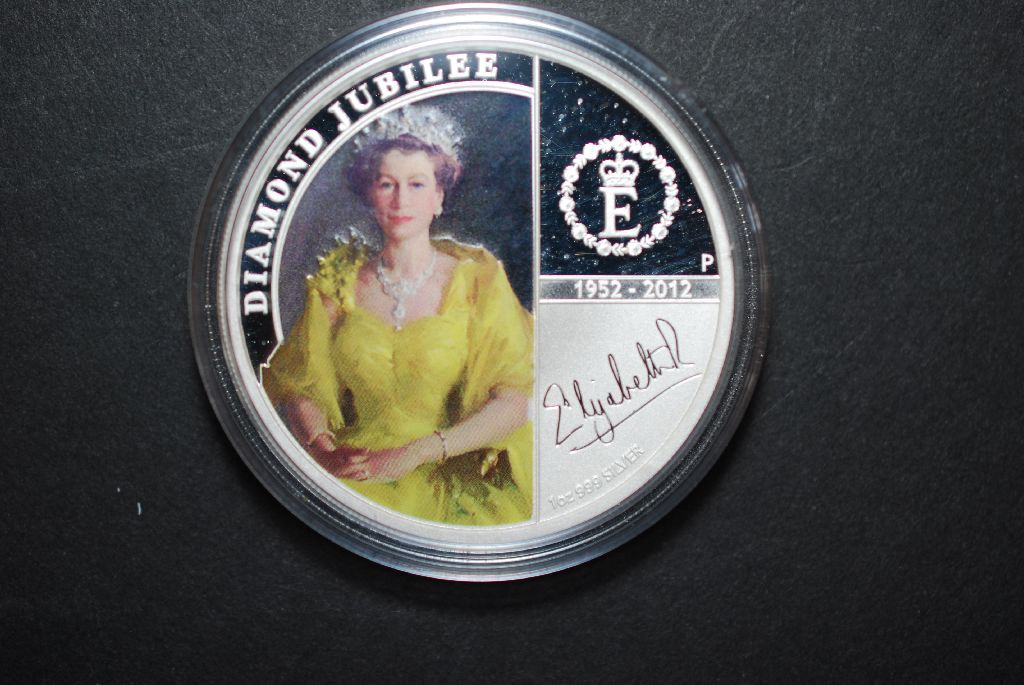 DIAMOND JUBILEE
E
P
1952 - 2012
Elizabeth R
1oz 999 SILVER